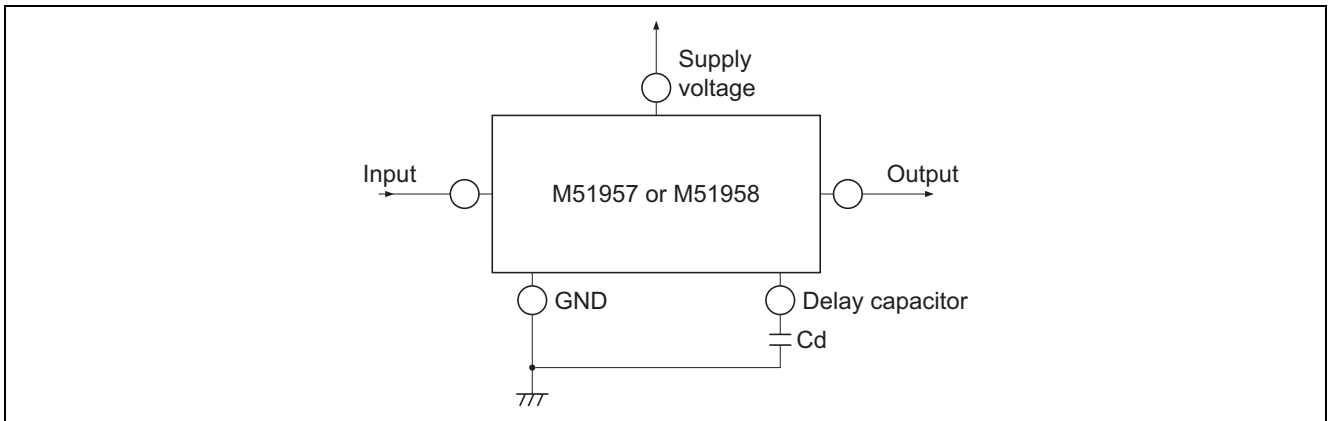 Supply
voltage
Input
M51957 or M51958
Output
GND
Delay capacitor
Cd